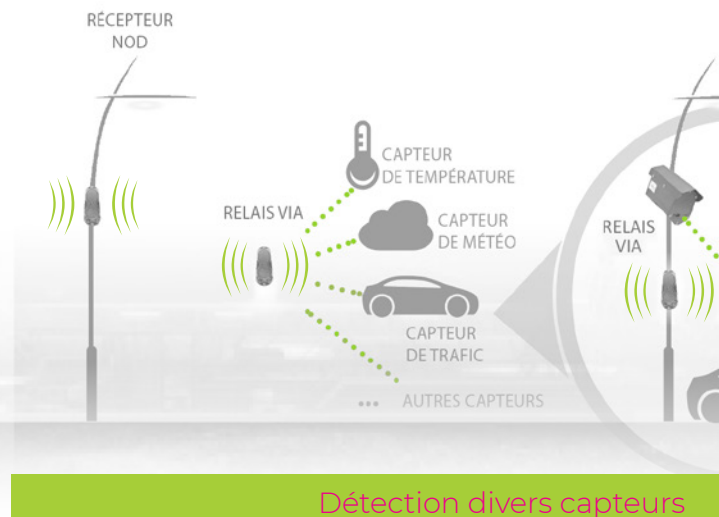 RÉCEPTEUR
NOD
RELAIS VIA
CAPTEUR
DE TEMPÉRATURE
CAPTEUR
DE MÉTÉO
CAPTEUR
DE TRAFIC
... AUTRES CAPTEURS
RELAIS
VIA
Détection divers capteurs